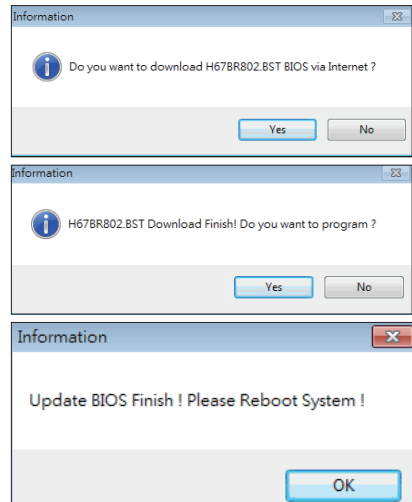 Information
Do you want to download H67BR802.BST BIOS via Internet ?
Yes No
Information
H67BR802.BST Download Finish! Do you want to program ?
Yes No
Information
Update BIOS Finish ! Please Reboot System !
OK